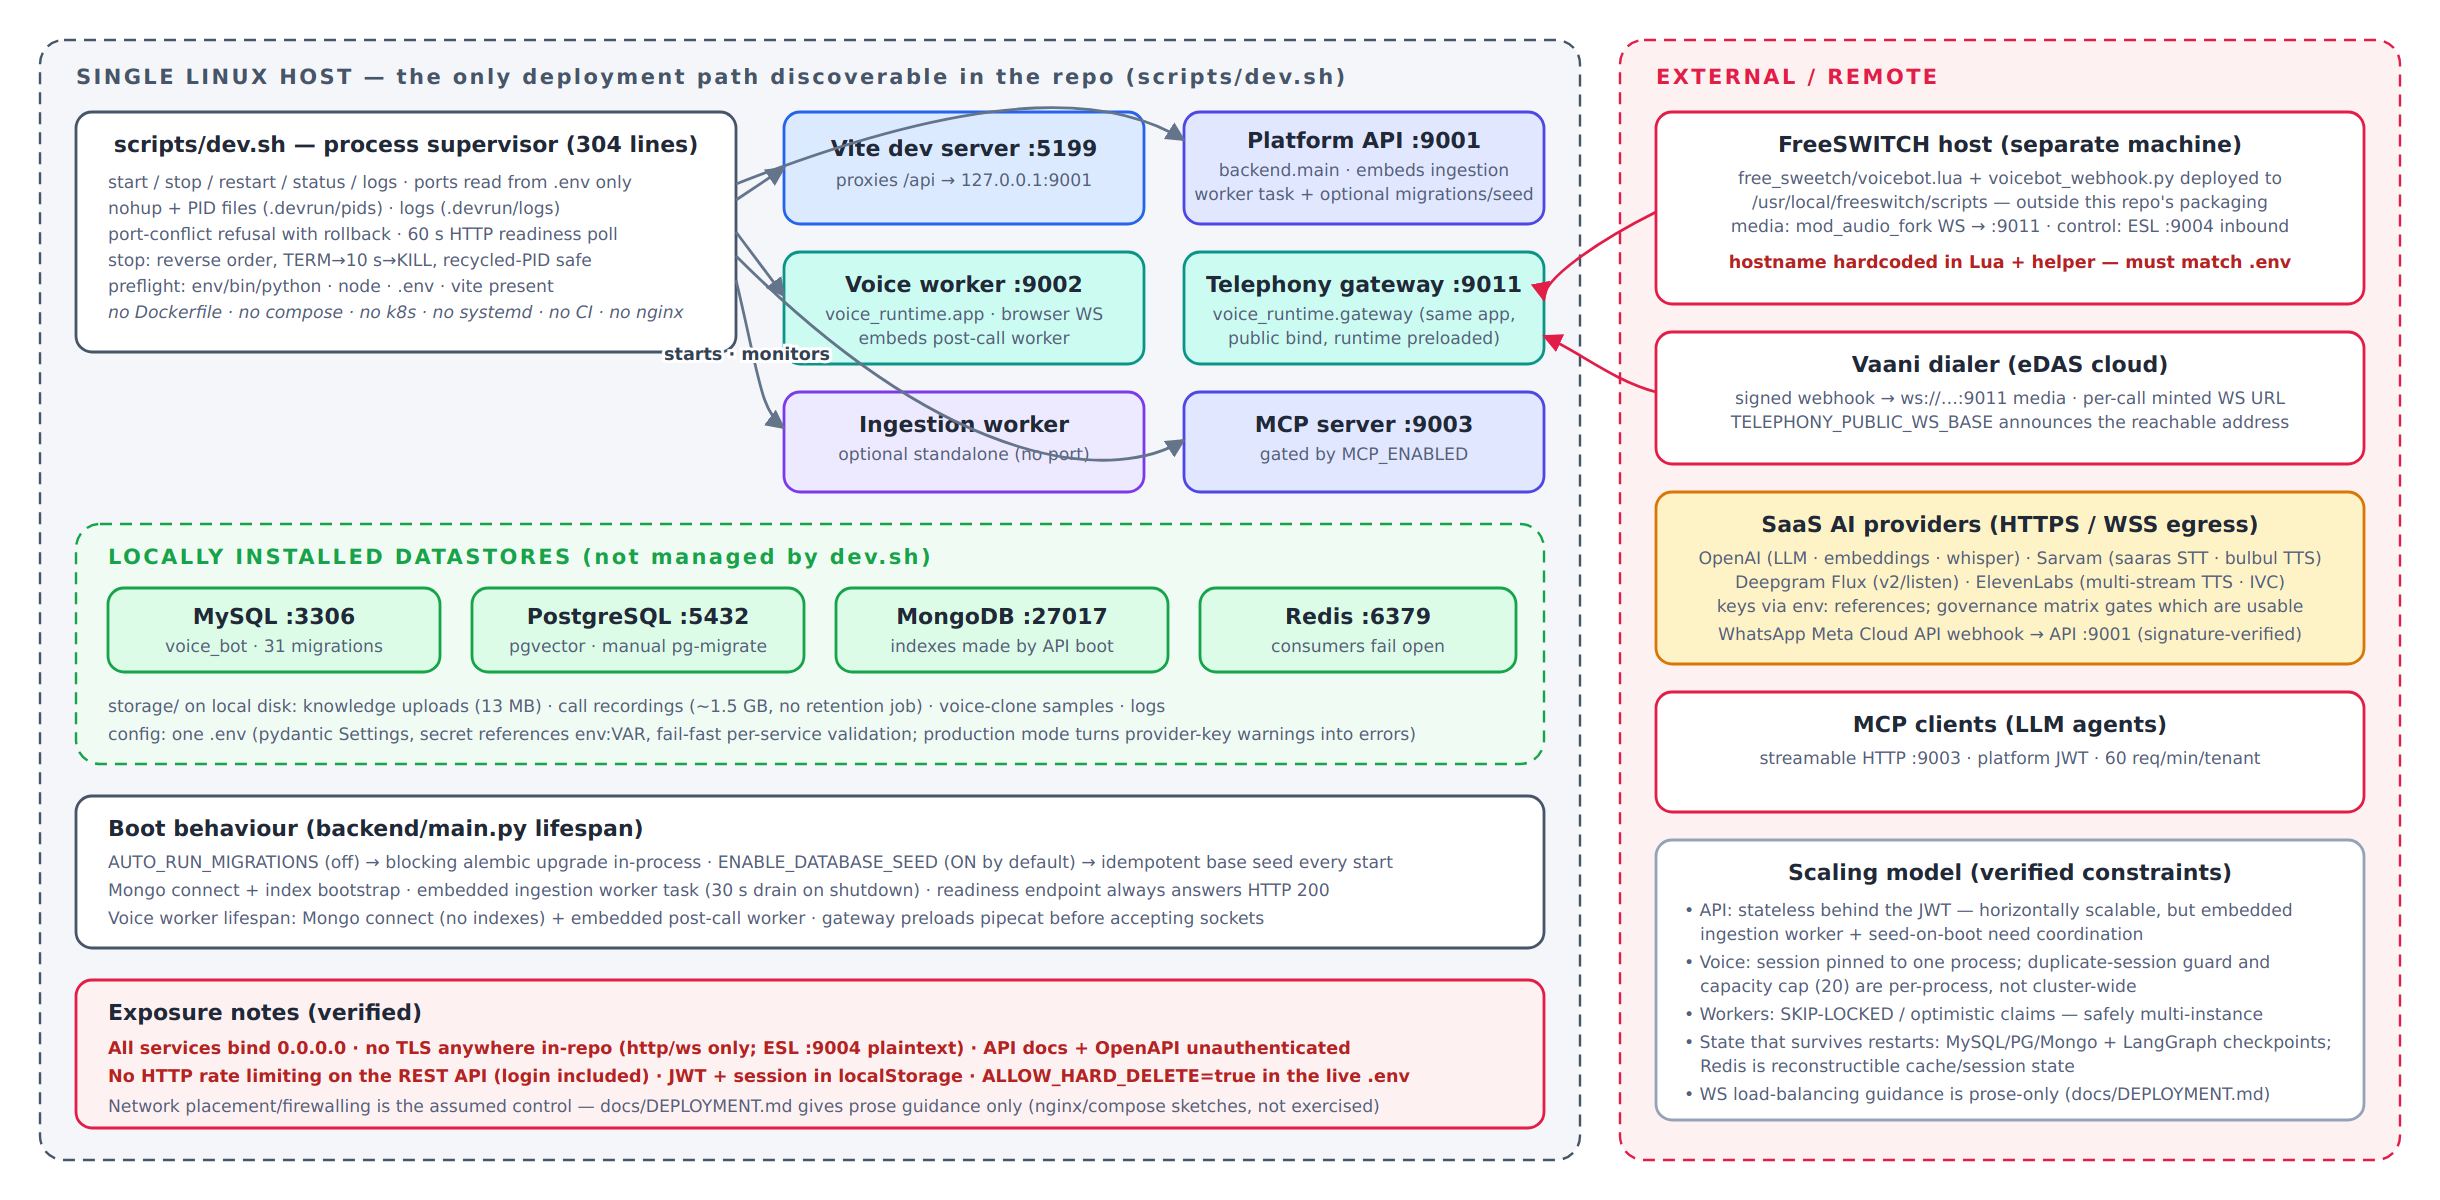 SINGLE LINUX HOST — the only deployment path discoverable in the repo (scripts/dev.sh)
scripts/dev.sh — process supervisor (304 lines)
start / stop / restart / status / logs · ports read from .env only
nohup + PID files (.devrun/pids) · logs (.devrun/logs)
port-conflict refusal with rollback · 60 s HTTP readiness poll
stop: reverse order, TERM→10 s→KILL, recycled-PID safe
preflight: env/bin/python · node · .env · vite present
no Dockerfile · no compose · no k8s · no systemd · no CI · no nginx
starts · monitors
Vite dev server :5199
proxies /api → 127.0.0.1:9001
Platform API :9001
backend.main · embeds ingestion
worker task + optional migrations/seed
Voice worker :9002
voice_runtime.app · browser WS
embeds post-call worker
Telephony gateway :9011
voice_runtime.gateway (same app,
public bind, runtime preloaded)
Ingestion worker
optional standalone (no port)
MCP server :9003
gated by MCP_ENABLED
LOCALLY INSTALLED DATASTORES (not managed by dev.sh)
MySQL :3306
voice_bot · 31 migrations
PostgreSQL :5432
pgvector · manual pg-migrate
MongoDB :27017
indexes made by API boot
Redis :6379
consumers fail open
storage/ on local disk: knowledge uploads (13 MB) · call recordings (~1.5 GB, no retention job) · voice-clone samples · logs
config: one .env (pydantic Settings, secret references env:VAR, fail-fast per-service validation; production mode turns provider-key warnings into errors)
Boot behaviour (backend/main.py lifespan)
AUTO_RUN_MIGRATIONS (off) → blocking alembic upgrade in-process · ENABLE_DATABASE_SEED (ON by default) → idempotent base seed every start
Mongo connect + index bootstrap · embedded ingestion worker task (30 s drain on shutdown) · readiness endpoint always answers HTTP 200
Voice worker lifespan: Mongo connect (no indexes) + embedded post-call worker · gateway preloads pipecat before accepting sockets
Exposure notes (verified)
All services bind 0.0.0.0 · no TLS anywhere in-repo (http/ws only; ESL :9004 plaintext) · API docs + OpenAPI unauthenticated
No HTTP rate limiting on the REST API (login included) · JWT + session in localStorage · ALLOW_HARD_DELETE=true in the live .env
Network placement/firewalling is the assumed control — docs/DEPLOYMENT.md gives prose guidance only (nginx/compose sketches, not exercised)
EXTERNAL / REMOTE
FreeSWITCH host (separate machine)
free_sweetch/voicebot.lua + voicebot_webhook.py deployed to
/usr/local/freeswitch/scripts — outside this repo's packaging
media: mod_audio_fork WS → :9011 · control: ESL :9004 inbound
hostname hardcoded in Lua + helper — must match .env
Vaani dialer (eDAS cloud)
signed webhook → ws://…:9011 media · per-call minted WS URL
TELEPHONY_PUBLIC_WS_BASE announces the reachable address
SaaS AI providers (HTTPS / WSS egress)
OpenAI (LLM · embeddings · whisper) · Sarvam (saaras STT · bulbul TTS)
Deepgram Flux (v2/listen) · ElevenLabs (multi-stream TTS · IVC)
keys via env: references; governance matrix gates which are usable
WhatsApp Meta Cloud API webhook → API :9001 (signature-verified)
MCP clients (LLM agents)
streamable HTTP :9003 · platform JWT · 60 req/min/tenant
Scaling model (verified constraints)
• API: stateless behind the JWT — horizontally scalable, but embedded
ingestion worker + seed-on-boot need coordination
• Voice: session pinned to one process; duplicate-session guard and
capacity cap (20) are per-process, not cluster-wide
• Workers: SKIP-LOCKED / optimistic claims — safely multi-instance
• State that survives restarts: MySQL/PG/Mongo + LangGraph checkpoints;
Redis is reconstructible cache/session state
• WS load-balancing guidance is prose-only (docs/DEPLOYMENT.md)